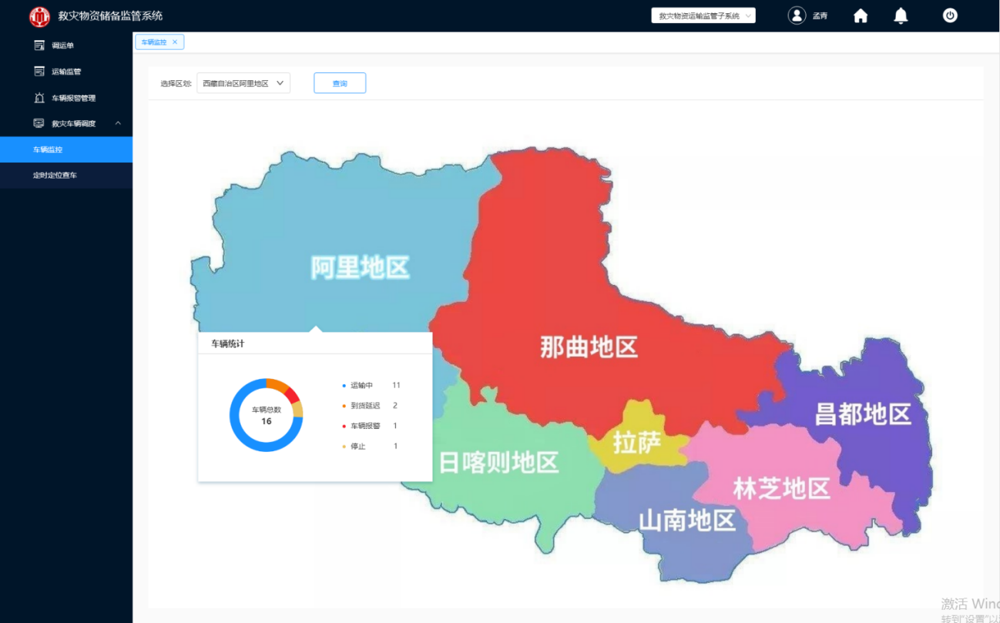 救灾物资储备监管系统
救灾物资运输监管子系统
孟青
调运单
运输监管
车辆报警管理
救灾车辆调度
车辆监控
定时定位查车
车辆监控 ×
选择区划: 西藏自治区阿里地区
查询
阿里地区
那曲地区
昌都地区
拉萨
日喀则地区
林芝地区
山南地区
车辆统计
车辆总数
16
运输中 11
到货延迟 2
车辆报警 1
停止 1
激活 Wind
转到"设置"以